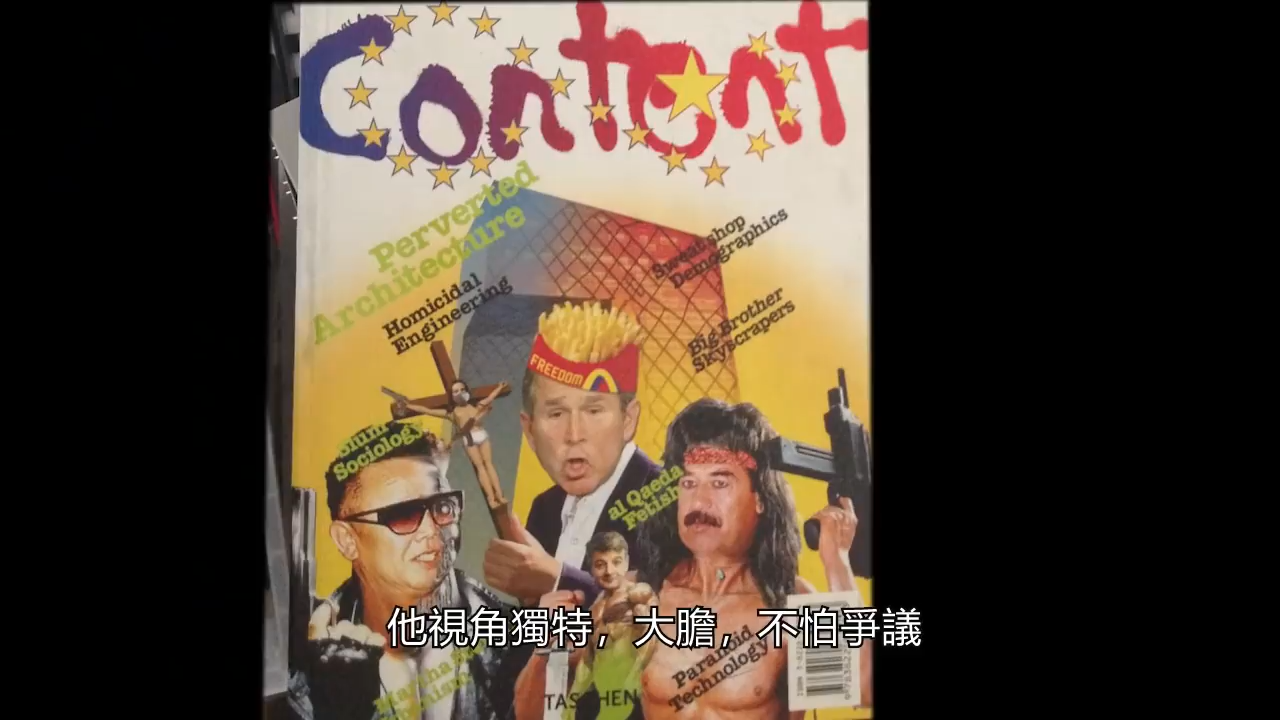 Content
Perverted
Architecture
Homicidal
Engineering
Sweatshop
Demographics
Big Brother
Skyscrapers
FREEDOM
Slum
Sociology
al Qaeda
Fetish
他視角獨特，大膽，不怕爭議
Paranoid
Technology
TASCHEN